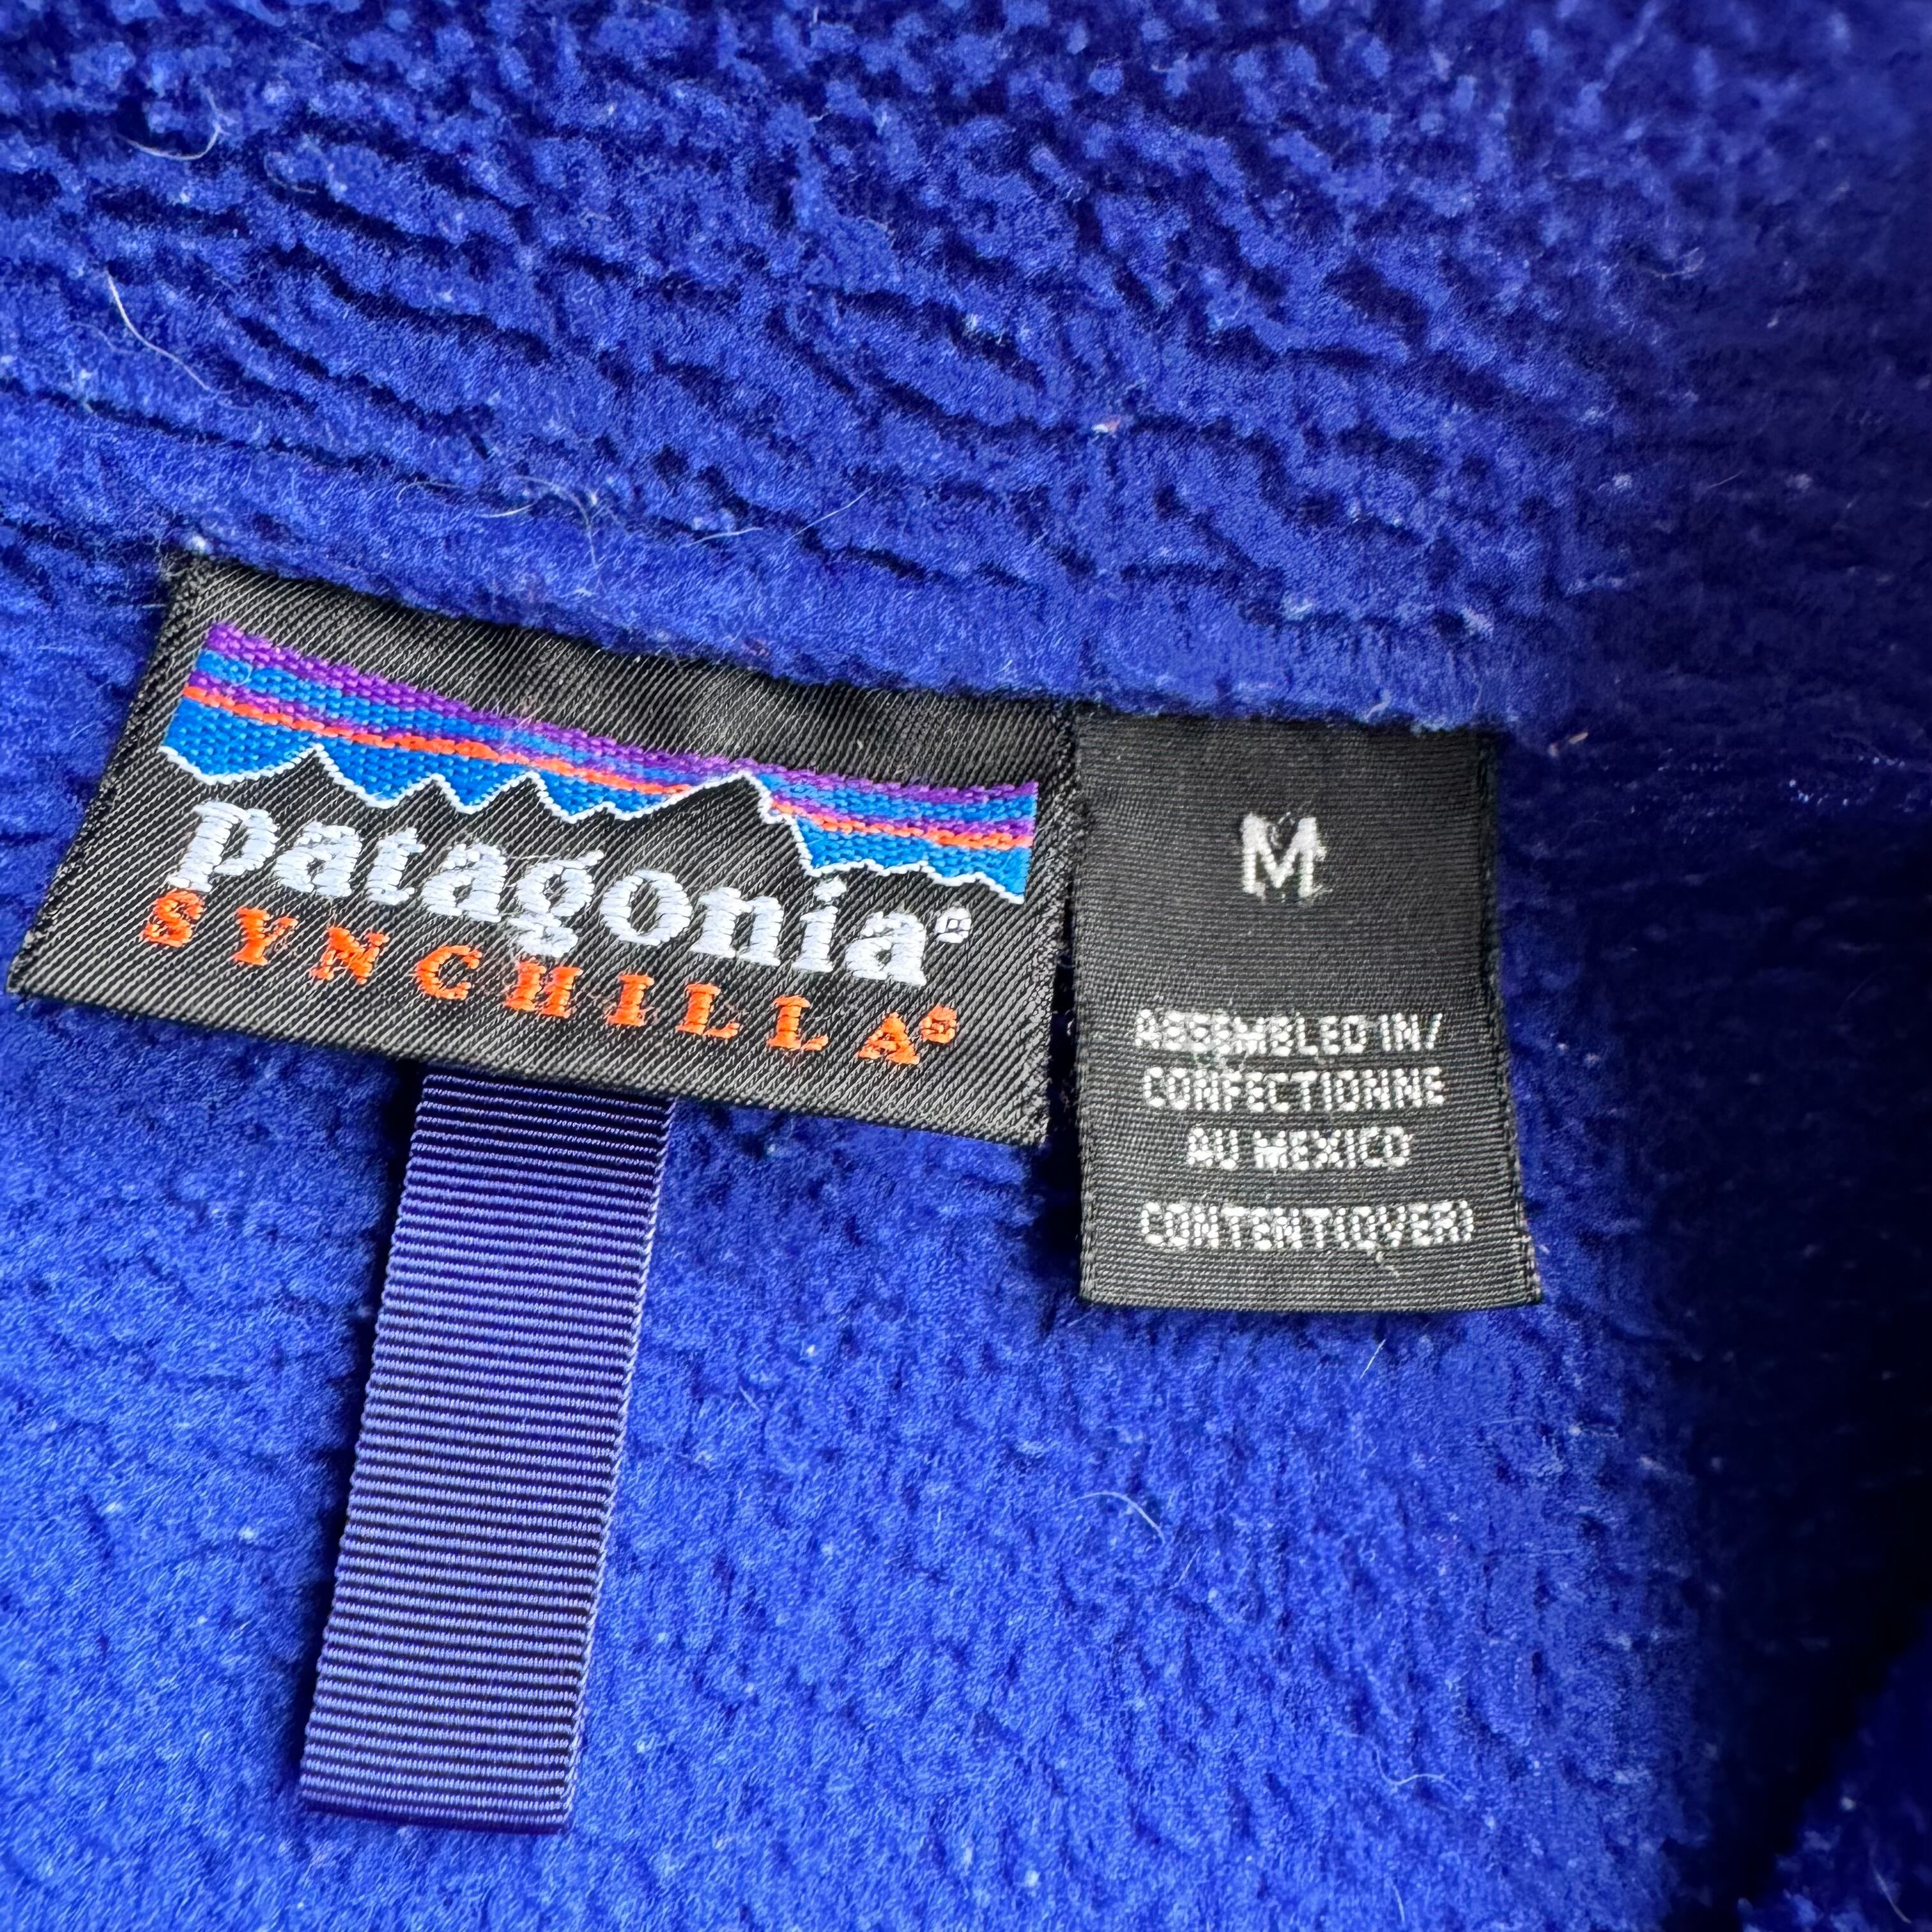 patagonia®
SYNCHILLA®
M
ASSEMBLED IN/
CONFECTIONNE
AU MEXICO
CONTENT(OVER)